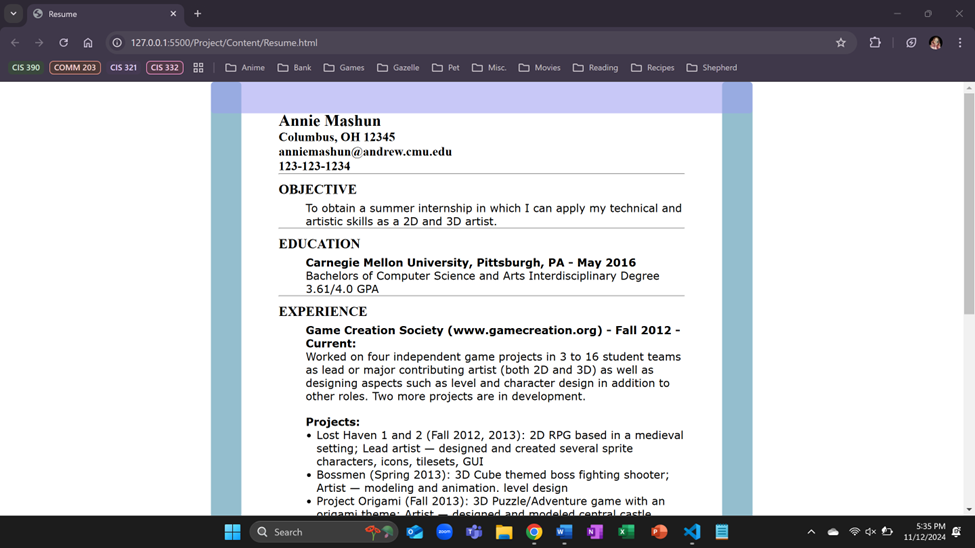 Resume
127.0.0.1:5500/Project/Content/Resume.html
CIS 390 COMM 203 CIS 321 CIS 332 Anime Bank Games Gazelle Pet Misc. Movies Reading Recipes Shepherd
Annie Mashun
Columbus, OH 12345
anniemashun@andrew.cmu.edu
123-123-1234
OBJECTIVE
To obtain a summer internship in which I can apply my technical and
artistic skills as a 2D and 3D artist.
EDUCATION
Carnegie Mellon University, Pittsburgh, PA - May 2016
Bachelors of Computer Science and Arts Interdisciplinary Degree
3.61/4.0 GPA
EXPERIENCE
Game Creation Society (www.gamecreation.org) - Fall 2012 -
Current:
Worked on four independent game projects in 3 to 16 student teams
as lead or major contributing artist (both 2D and 3D) as well as
designing aspects such as level and character design in addition to
other roles. Two more projects are in development.
Projects:
• Lost Haven 1 and 2 (Fall 2012, 2013): 2D RPG based in a medieval
setting; Lead artist — designed and created several sprite
characters, icons, tilesets, GUI
• Bossmen (Spring 2013): 3D Cube themed boss fighting shooter;
Artist — modeling and animation. level design
• Project Origami (Fall 2013): 3D Puzzle/Adventure game with an
origami theme; Artist — designed and modeled central castle
Search
5:35 PM
11/12/2024